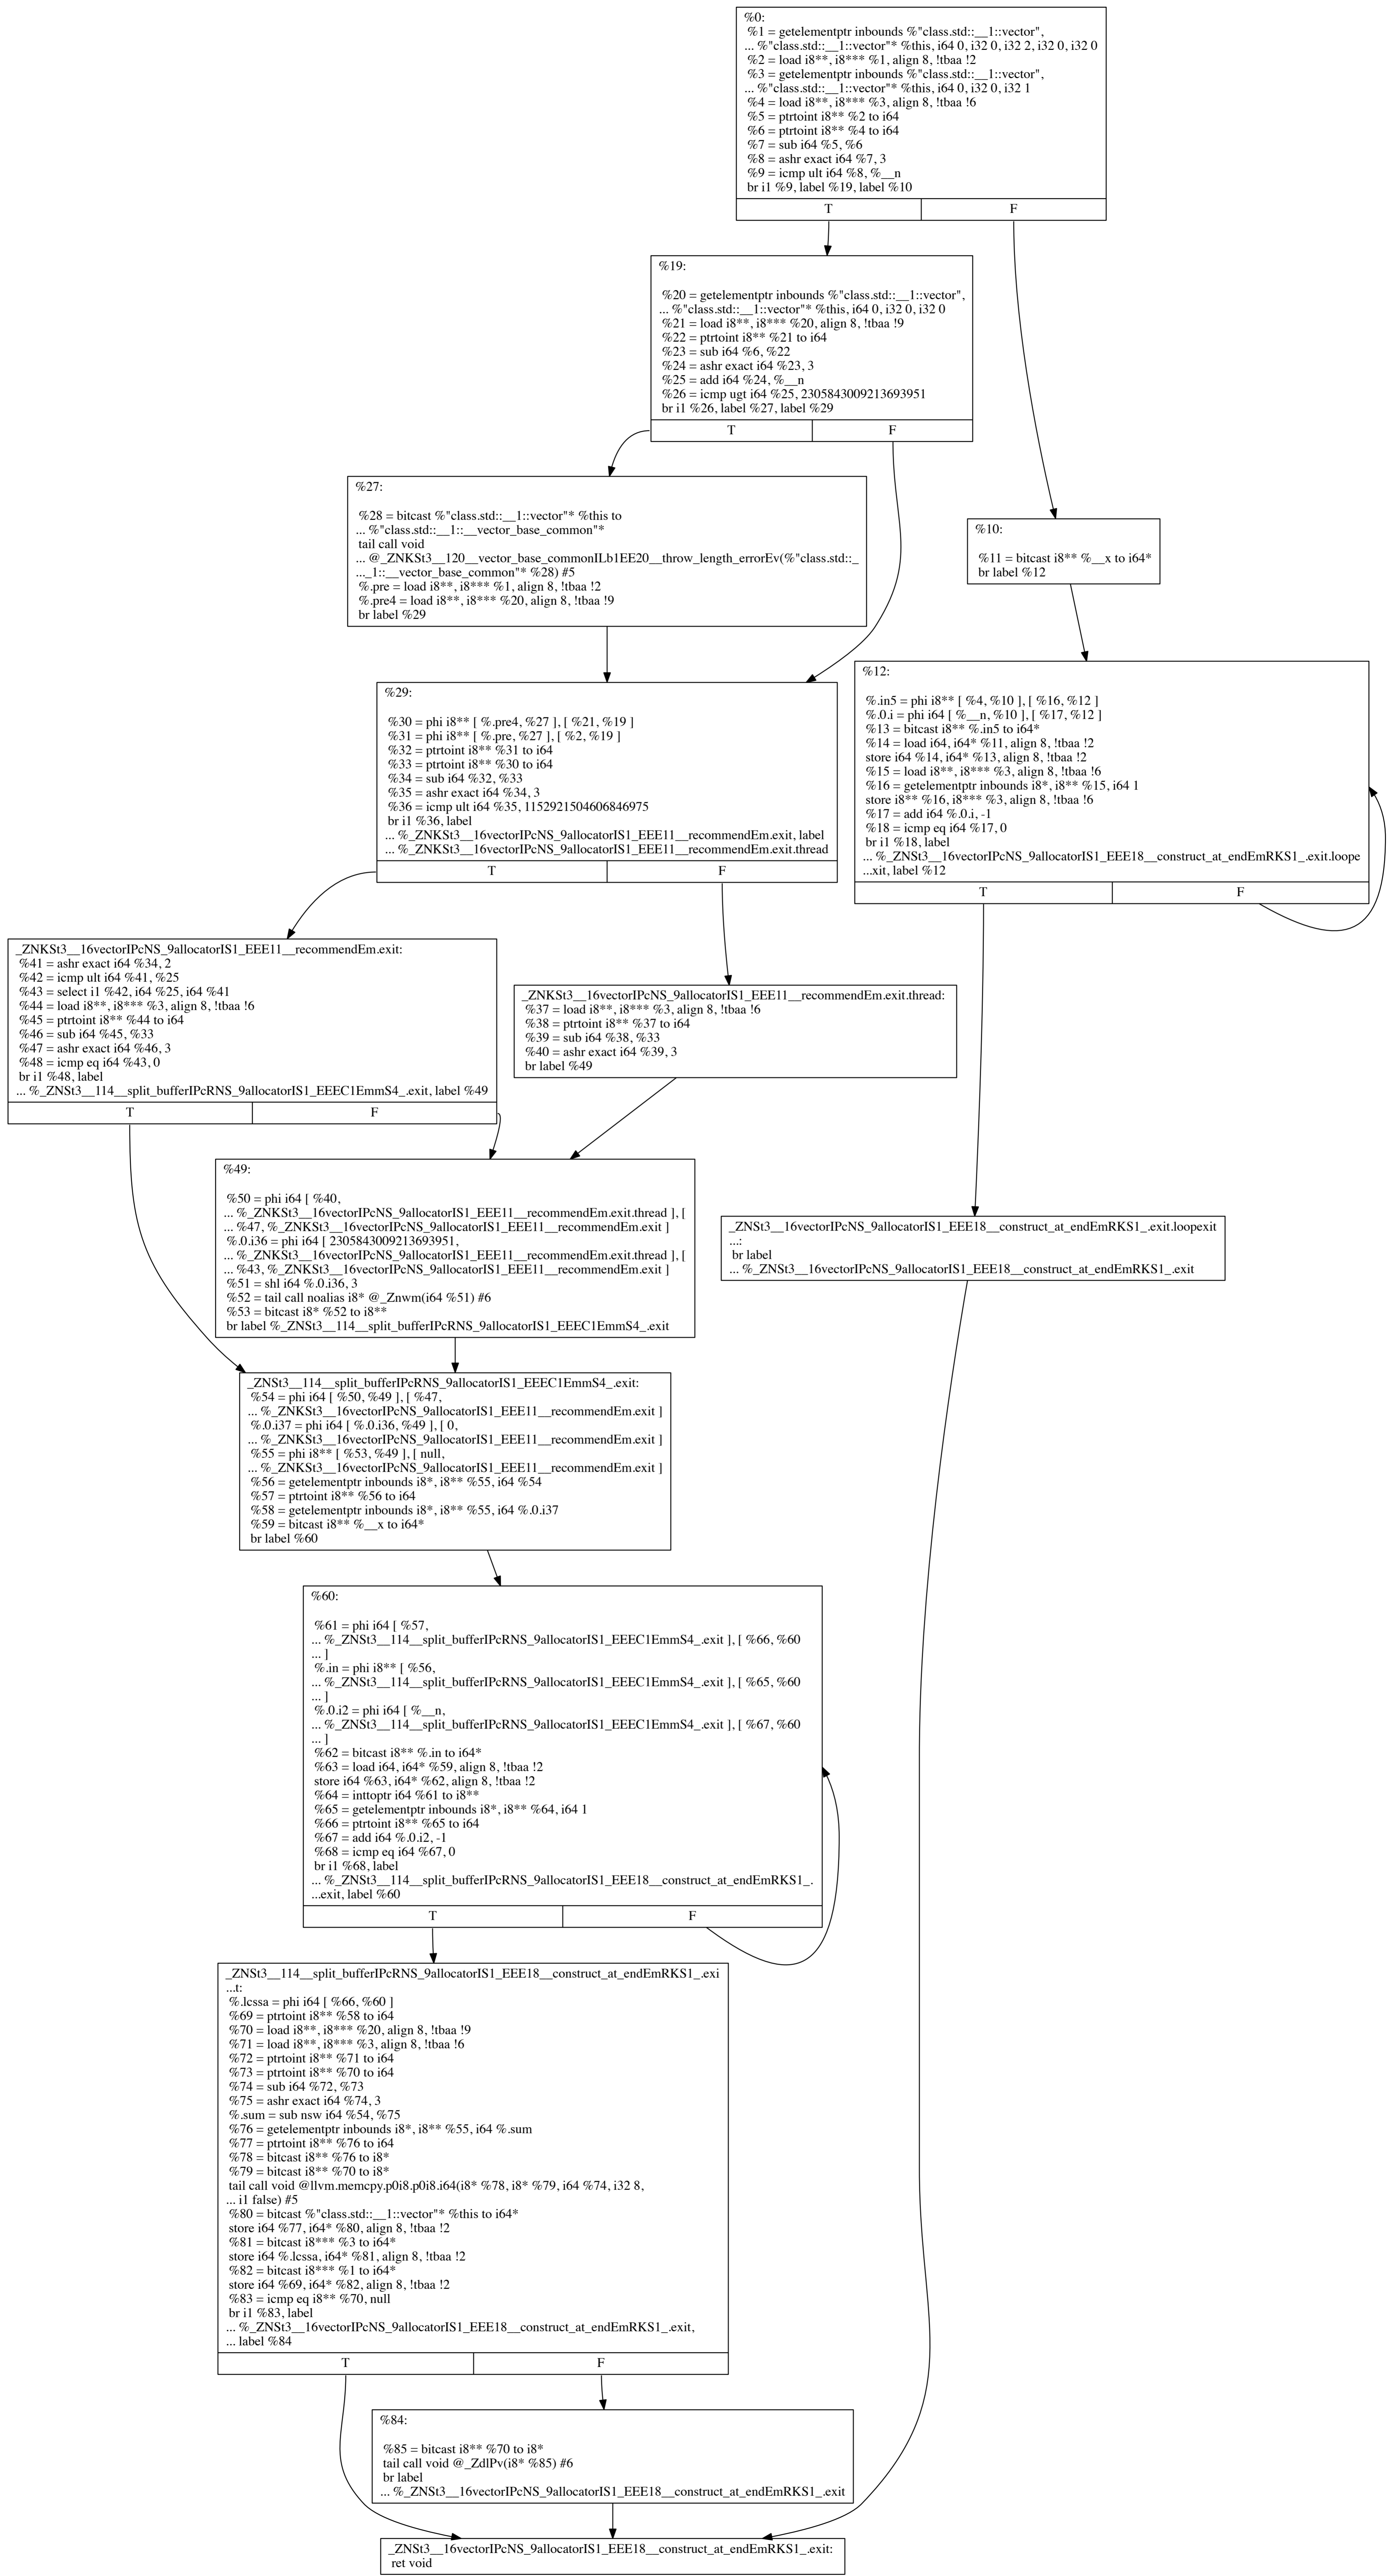 %0:
%1 = getelementptr inbounds %"class.std::__1::vector",
... %"class.std::__1::vector"* %this, i64 0, i32 0, i32 2, i32 0, i32 0
%2 = load i8**, i8*** %1, align 8, !tbaa !2
%3 = getelementptr inbounds %"class.std::__1::vector",
... %"class.std::__1::vector"* %this, i64 0, i32 0, i32 1
%4 = load i8**, i8*** %3, align 8, !tbaa !6
%5 = ptrtoint i8** %2 to i64
%6 = ptrtoint i8** %4 to i64
%7 = sub i64 %5, %6
%8 = ashr exact i64 %7, 3
%9 = icmp ult i64 %8, %__n
br i1 %9, label %19, label %10
T
F
%19:
%20 = getelementptr inbounds %"class.std::__1::vector",
... %"class.std::__1::vector"* %this, i64 0, i32 0, i32 0
%21 = load i8**, i8*** %20, align 8, !tbaa !9
%22 = ptrtoint i8** %21 to i64
%23 = sub i64 %6, %22
%24 = ashr exact i64 %23, 3
%25 = add i64 %24, %__n
%26 = icmp ugt i64 %25, 2305843009213693951
br i1 %26, label %27, label %29
T
F
%27:
%28 = bitcast %"class.std::__1::vector"* %this to
... %"class.std::__1::__vector_base_common"*
tail call void
... @_ZNKSt3__120__vector_base_commonILb1EE20__throw_length_errorEv(%"class.std::_
..._1::__vector_base_common"* %28) #5
%.pre = load i8**, i8*** %1, align 8, !tbaa !2
%.pre4 = load i8**, i8*** %20, align 8, !tbaa !9
br label %29
%10:
%11 = bitcast i8** %__x to i64*
br label %12
%12:
%.in5 = phi i8** [ %4, %10 ], [ %16, %12 ]
%.0.i = phi i64 [ %__n, %10 ], [ %17, %12 ]
%13 = bitcast i8** %.in5 to i64*
%14 = load i64, i64* %11, align 8, !tbaa !2
store i64 %14, i64* %13, align 8, !tbaa !2
%15 = load i8**, i8*** %3, align 8, !tbaa !6
%16 = getelementptr inbounds i8*, i8** %15, i64 1
store i8** %16, i8*** %3, align 8, !tbaa !6
%17 = add i64 %.0.i, -1
%18 = icmp eq i64 %17, 0
br i1 %18, label
... %_ZNSt3__16vectorIPcNS_9allocatorIS1_EEE18__construct_at_endEmRKS1_.exit.loope
...xit, label %12
T
F
%29:
%30 = phi i8** [ %.pre4, %27 ], [ %21, %19 ]
%31 = phi i8** [ %.pre, %27 ], [ %2, %19 ]
%32 = ptrtoint i8** %31 to i64
%33 = ptrtoint i8** %30 to i64
%34 = sub i64 %32, %33
%35 = ashr exact i64 %34, 3
%36 = icmp ult i64 %35, 1152921504606846975
br i1 %36, label
... %_ZNKSt3__16vectorIPcNS_9allocatorIS1_EEE11__recommendEm.exit, label
... %_ZNKSt3__16vectorIPcNS_9allocatorIS1_EEE11__recommendEm.exit.thread
T
F
_ZNKSt3__16vectorIPcNS_9allocatorIS1_EEE11__recommendEm.exit:
%41 = ashr exact i64 %34, 2
%42 = icmp ult i64 %41, %25
%43 = select i1 %42, i64 %25, i64 %41
%44 = load i8**, i8*** %3, align 8, !tbaa !6
%45 = ptrtoint i8** %44 to i64
%46 = sub i64 %45, %33
%47 = ashr exact i64 %46, 3
%48 = icmp eq i64 %43, 0
br i1 %48, label
... %_ZNSt3__114__split_bufferIPcRNS_9allocatorIS1_EEEC1EmmS4_.exit, label %49
T
F
_ZNKSt3__16vectorIPcNS_9allocatorIS1_EEE11__recommendEm.exit.thread:
%37 = load i8**, i8*** %3, align 8, !tbaa !6
%38 = ptrtoint i8** %37 to i64
%39 = sub i64 %38, %33
%40 = ashr exact i64 %39, 3
br label %49
%49:
%50 = phi i64 [ %40,
... %_ZNKSt3__16vectorIPcNS_9allocatorIS1_EEE11__recommendEm.exit.thread ], [
... %47, %_ZNKSt3__16vectorIPcNS_9allocatorIS1_EEE11__recommendEm.exit ]
%.0.i36 = phi i64 [ 2305843009213693951,
... %_ZNKSt3__16vectorIPcNS_9allocatorIS1_EEE11__recommendEm.exit.thread ], [
... %43, %_ZNKSt3__16vectorIPcNS_9allocatorIS1_EEE11__recommendEm.exit ]
%51 = shl i64 %.0.i36, 3
%52 = tail call noalias i8* @_Znwm(i64 %51) #6
%53 = bitcast i8* %52 to i8**
br label %_ZNSt3__114__split_bufferIPcRNS_9allocatorIS1_EEEC1EmmS4_.exit
_ZNSt3__16vectorIPcNS_9allocatorIS1_EEE18__construct_at_endEmRKS1_.exit.loopexit
...:
br label
... %_ZNSt3__16vectorIPcNS_9allocatorIS1_EEE18__construct_at_endEmRKS1_.exit
_ZNSt3__114__split_bufferIPcRNS_9allocatorIS1_EEEC1EmmS4_.exit:
%54 = phi i64 [ %50, %49 ], [ %47,
... %_ZNKSt3__16vectorIPcNS_9allocatorIS1_EEE11__recommendEm.exit ]
%.0.i37 = phi i64 [ %.0.i36, %49 ], [ 0,
... %_ZNKSt3__16vectorIPcNS_9allocatorIS1_EEE11__recommendEm.exit ]
%55 = phi i8** [ %53, %49 ], [ null,
... %_ZNKSt3__16vectorIPcNS_9allocatorIS1_EEE11__recommendEm.exit ]
%56 = getelementptr inbounds i8*, i8** %55, i64 %54
%57 = ptrtoint i8** %56 to i64
%58 = getelementptr inbounds i8*, i8** %55, i64 %.0.i37
%59 = bitcast i8** %__x to i64*
br label %60
%60:
%61 = phi i64 [ %57,
... %_ZNSt3__114__split_bufferIPcRNS_9allocatorIS1_EEEC1EmmS4_.exit ], [ %66, %60
... ]
%.in = phi i8** [ %56,
... %_ZNSt3__114__split_bufferIPcRNS_9allocatorIS1_EEEC1EmmS4_.exit ], [ %65, %60
... ]
%.0.i2 = phi i64 [ %__n,
... %_ZNSt3__114__split_bufferIPcRNS_9allocatorIS1_EEEC1EmmS4_.exit ], [ %67, %60
... ]
%62 = bitcast i8** %.in to i64*
%63 = load i64, i64* %59, align 8, !tbaa !2
store i64 %63, i64* %62, align 8, !tbaa !2
%64 = inttoptr i64 %61 to i8**
%65 = getelementptr inbounds i8*, i8** %64, i64 1
%66 = ptrtoint i8** %65 to i64
%67 = add i64 %.0.i2, -1
%68 = icmp eq i64 %67, 0
br i1 %68, label
... %_ZNSt3__114__split_bufferIPcRNS_9allocatorIS1_EEE18__construct_at_endEmRKS1_.
...exit, label %60
T
F
_ZNSt3__114__split_bufferIPcRNS_9allocatorIS1_EEE18__construct_at_endEmRKS1_.exi
...t:
%.lcssa = phi i64 [ %66, %60 ]
%69 = ptrtoint i8** %58 to i64
%70 = load i8**, i8*** %20, align 8, !tbaa !9
%71 = load i8**, i8*** %3, align 8, !tbaa !6
%72 = ptrtoint i8** %71 to i64
%73 = ptrtoint i8** %70 to i64
%74 = sub i64 %72, %73
%75 = ashr exact i64 %74, 3
%.sum = sub nsw i64 %54, %75
%76 = getelementptr inbounds i8*, i8** %55, i64 %.sum
%77 = ptrtoint i8** %76 to i64
%78 = bitcast i8** %76 to i8*
%79 = bitcast i8** %70 to i8*
tail call void @llvm.memcpy.p0i8.p0i8.i64(i8* %78, i8* %79, i64 %74, i32 8,
... i1 false) #5
%80 = bitcast %"class.std::__1::vector"* %this to i64*
store i64 %77, i64* %80, align 8, !tbaa !2
%81 = bitcast i8*** %3 to i64*
store i64 %.lcssa, i64* %81, align 8, !tbaa !2
%82 = bitcast i8*** %1 to i64*
store i64 %69, i64* %82, align 8, !tbaa !2
%83 = icmp eq i8** %70, null
br i1 %83, label
... %_ZNSt3__16vectorIPcNS_9allocatorIS1_EEE18__construct_at_endEmRKS1_.exit,
... label %84
T
F
%84:
%85 = bitcast i8** %70 to i8*
tail call void @_ZdlPv(i8* %85) #6
br label
... %_ZNSt3__16vectorIPcNS_9allocatorIS1_EEE18__construct_at_endEmRKS1_.exit
_ZNSt3__16vectorIPcNS_9allocatorIS1_EEE18__construct_at_endEmRKS1_.exit:
ret void